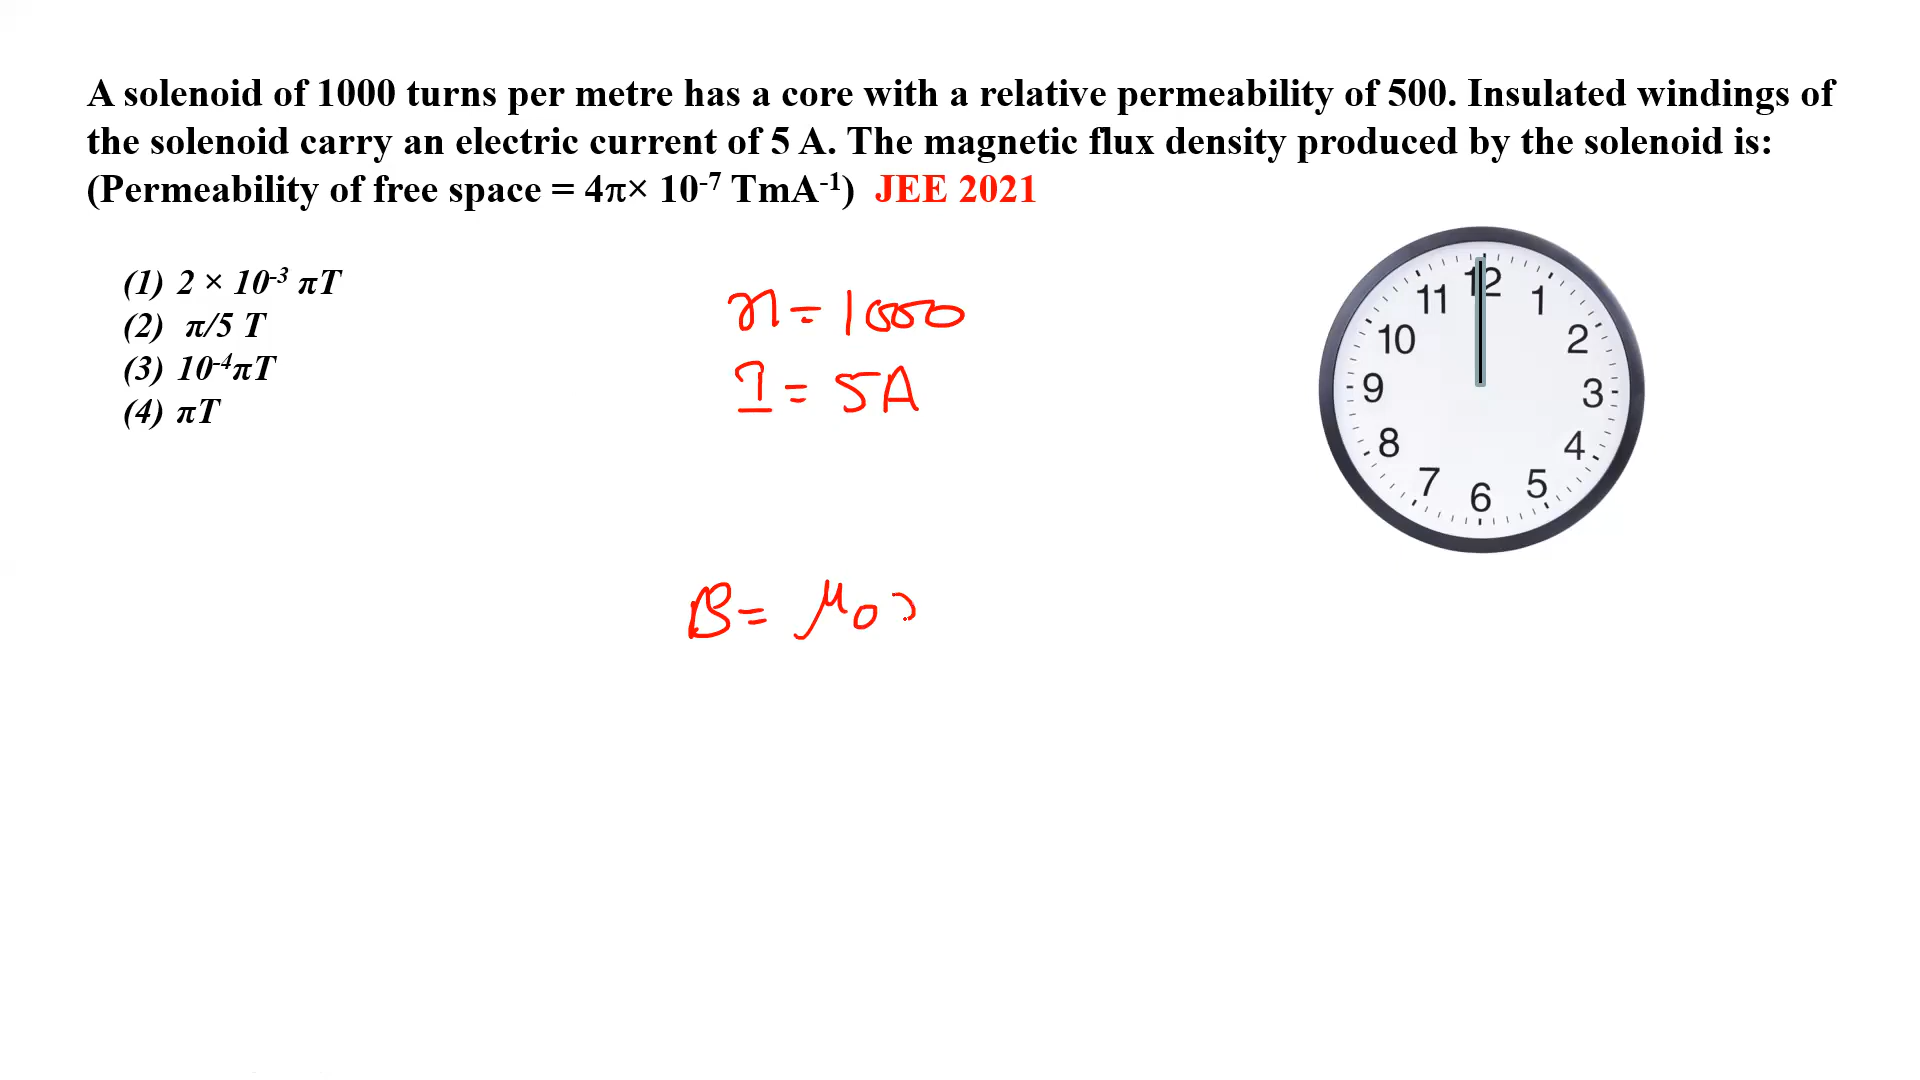 A solenoid of 1000 turns per metre has a core with a relative permeability of 500. Insulated windings of
the solenoid carry an electric current of 5 A. The magnetic flux density produced by the solenoid is:
(Permeability of free space = 4π× 10⁻⁷ TmA⁻¹) JEE 2021
(1) 2 × 10⁻³ πT
(2) π/5 T
(3) 10⁻⁴πT
(4) πT
n = 1000
I = 5A
B = μ₀
12
1
2
3
4
5
6
7
8
9
10
11